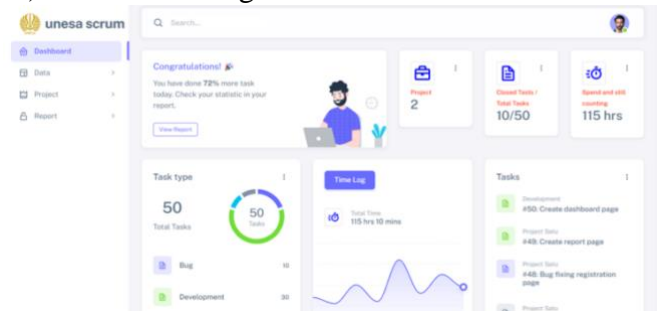 unesa scrum
Search...
Dashboard
Data
Project
Report
Congratulations! 🎉
You have done 72% more task
today. Check your statistic in your
report.
View Report
Project
2
Closed Tasks /
Total Tasks
10/50
Spend and still
counting
115 hrs
Task type
50
Total Tasks
50
Tasks
Bug
10
Development
30
Time Log
Total Time
115 hrs 10 mins
Tasks
Development
#50: Create dashboard page
Project Satu
#49: Create report page
Project Satu
#48: Bug fixing registration
page
Project Satu